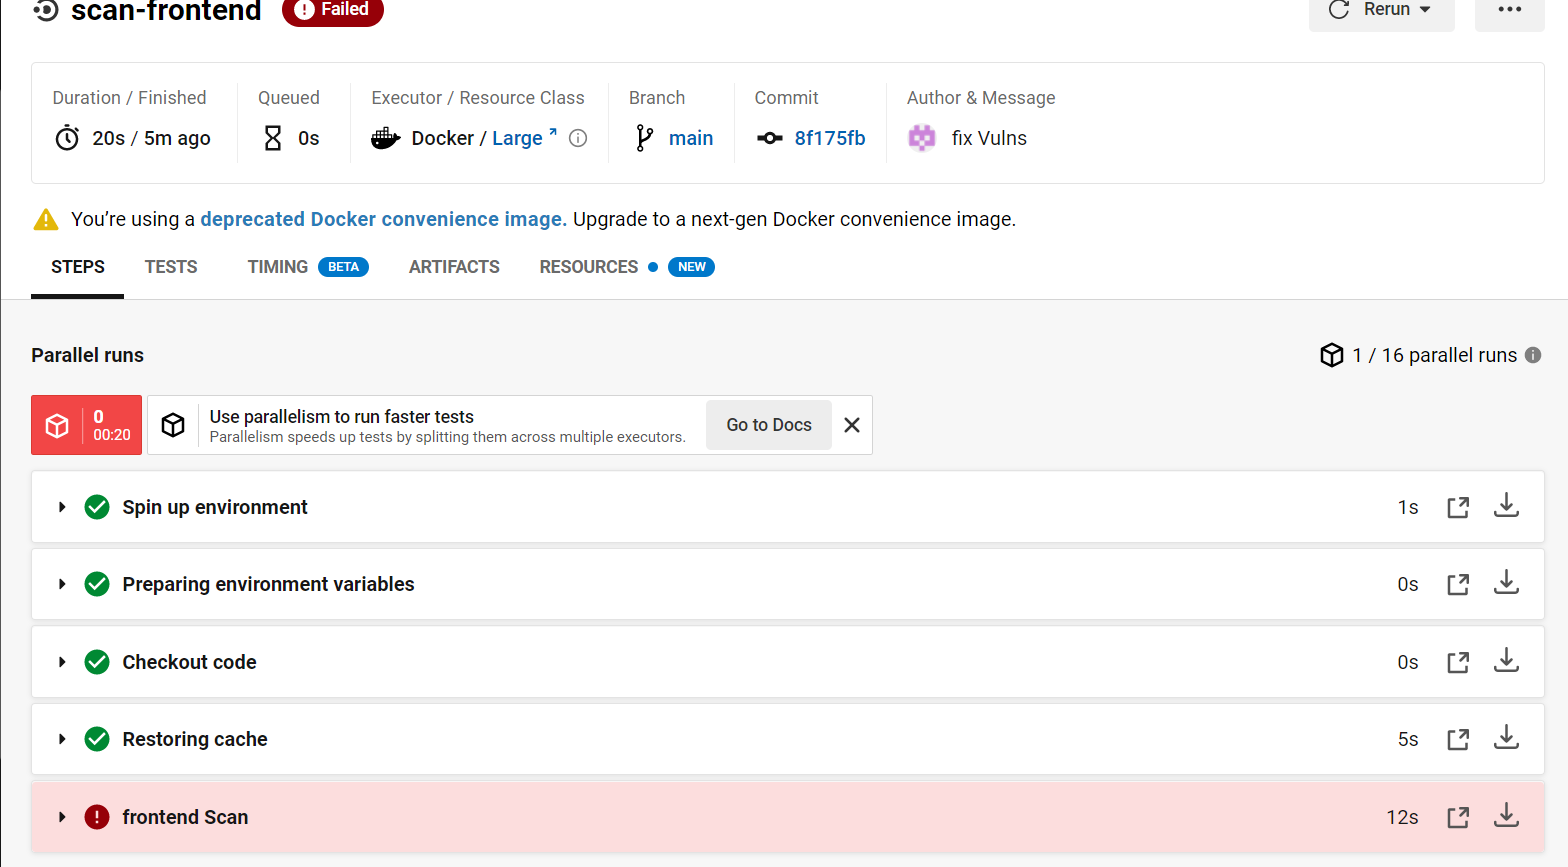 scan-frontend
Failed
Rerun
Duration / Finished
20s / 5m ago
Queued
0s
Executor / Resource Class
Docker / Large
Branch
main
Commit
8f175fb
Author & Message
fix Vulns
You’re using a deprecated Docker convenience image. Upgrade to a next-gen Docker convenience image.
STEPS TESTS TIMING BETA ARTIFACTS RESOURCES NEW
Parallel runs
1 / 16 parallel runs
0
00:20
Use parallelism to run faster tests
Parallelism speeds up tests by splitting them across multiple executors.
Go to Docs
Spin up environment 1s
Preparing environment variables 0s
Checkout code 0s
Restoring cache 5s
frontend Scan 12s